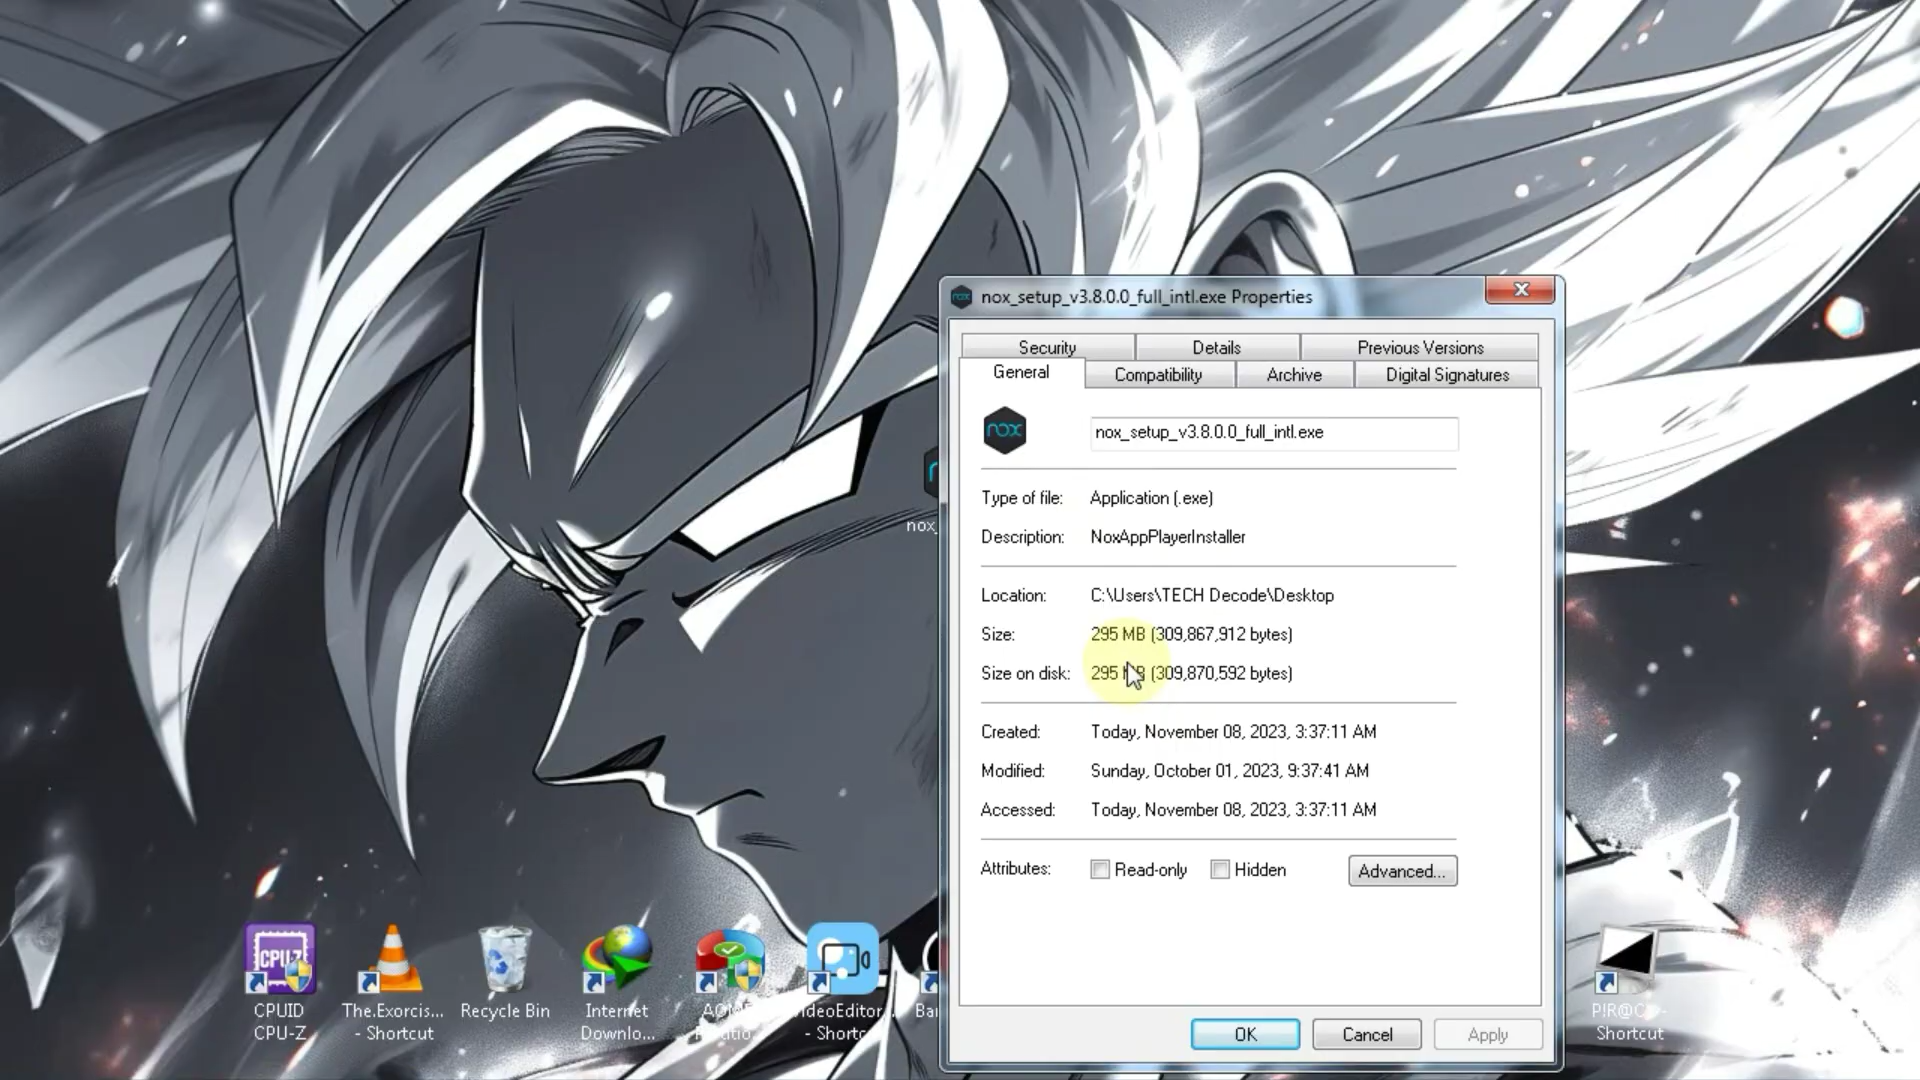 nox_setup_v3.8.0.0_full_intl.exe Properties
Security Details Previous Versions
General Compatibility Archive Digital Signatures
nox
nox_setup_v3.8.0.0_full_intl.exe
Type of file: Application (.exe)
Description: NoxAppPlayerInstaller
Location: C:\Users\TECH Decode\Desktop
Size: 295 MB (309,867,912 bytes)
Size on disk: 295 MB (309,870,592 bytes)
Created: Today, November 08, 2023, 3:37:11 AM
Modified: Sunday, October 01, 2023, 9:37:41 AM
Accessed: Today, November 08, 2023, 3:37:11 AM
Attributes: Read-only Hidden Advanced...
OK Cancel Apply
nox_
CPU-Z
CPUID
CPU-Z
The.Exorcis...
- Shortcut
Recycle Bin
Internet
Downlo...
- Shortc
Ba
P!R@C -
Shortcut